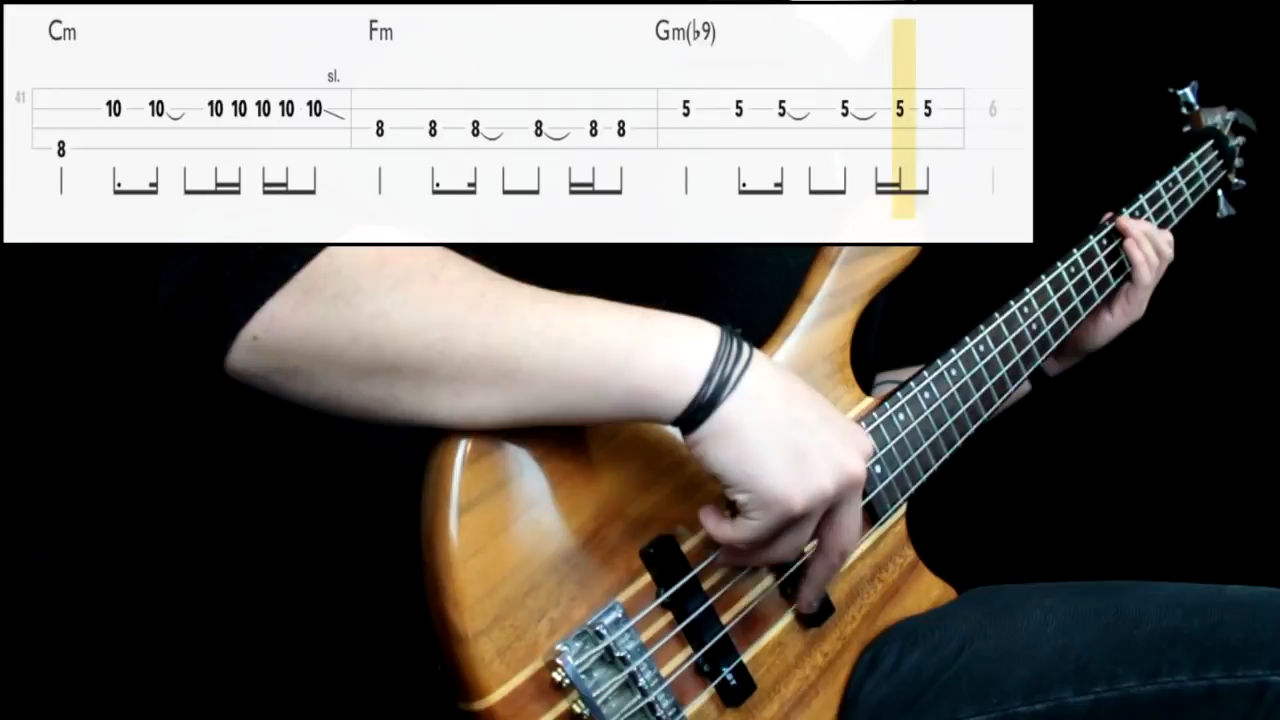 Cm Fm Gm(♭9)
sl.
41
10 10 10 10 10 10 10 5 5 5 5 5 5 6
8 8 8 8 8 8
8